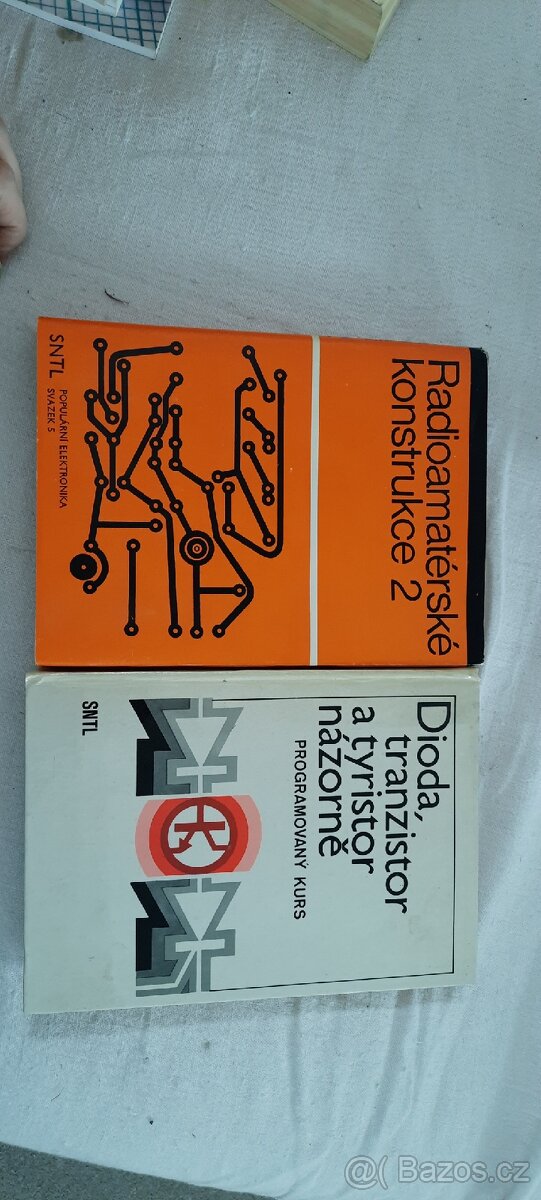 Radioamatérské
konstrukce 2
SNTL
POPULÁRNÍ ELEKTRONIKA
SVAZEK 5
Dioda,
tranzistor
a tyristor
názorně
PROGRAMOVANÝ KURS
SNTL
Bazos.cz